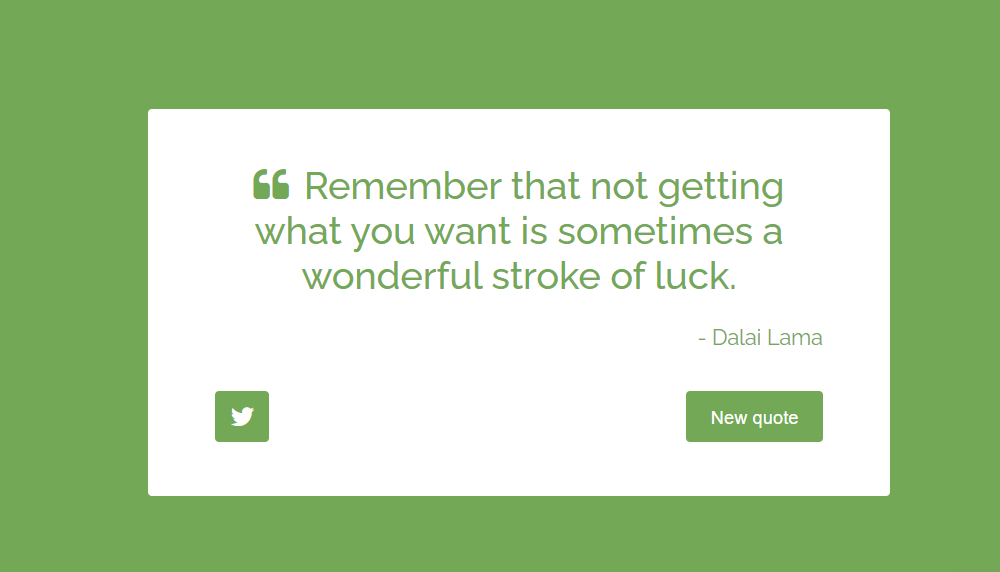 “ Remember that not getting
what you want is sometimes a
wonderful stroke of luck.
- Dalai Lama
New quote